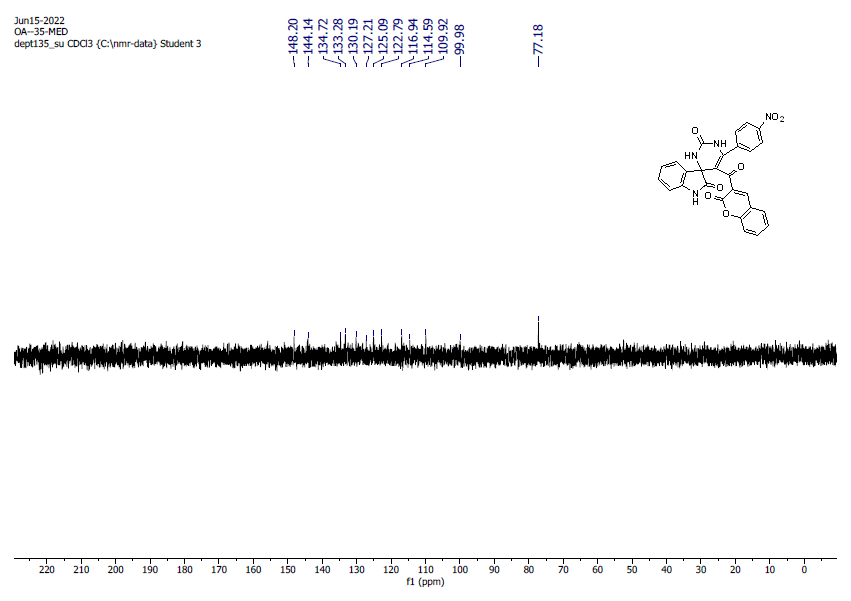 Jun15-2022
OA--35-MED
dept135_su CDCl3 {C:\nmr-data} Student 3
148.20
144.14
134.72
133.28
130.19
127.21
125.09
122.79
116.94
114.59
109.92
99.98
77.18
NO2
O
NH
HN
O
O
N
H
O
O
220 210 200 190 180 170 160 150 140 130 120 110 100 90 80 70 60 50 40 30 20 10 0
f1 (ppm)